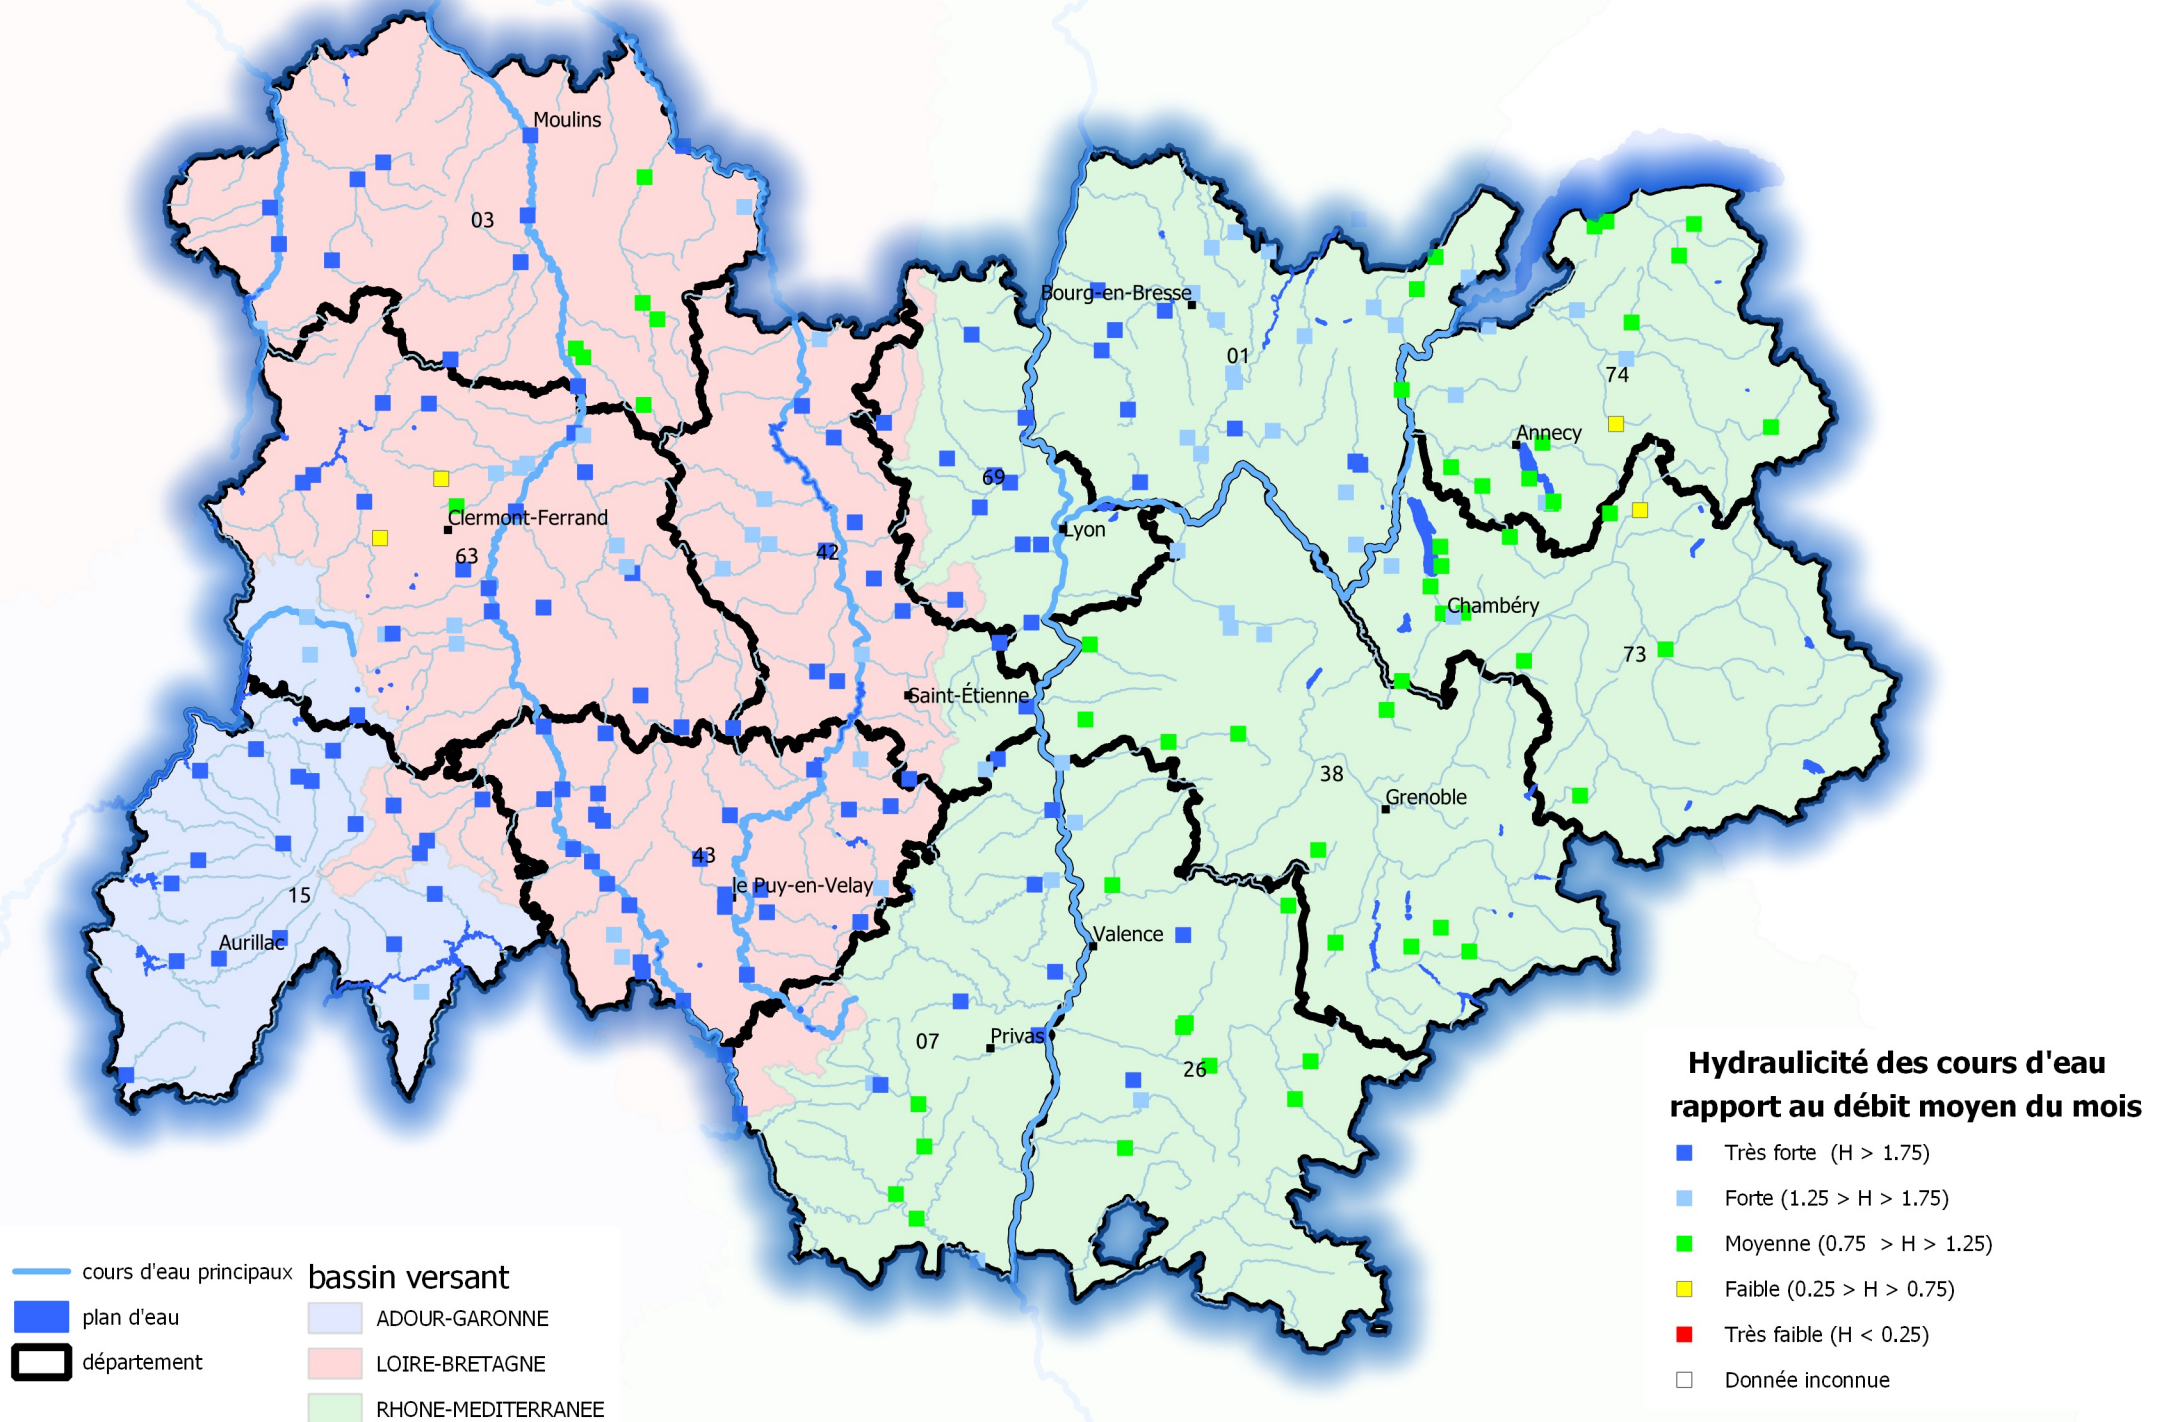 Moulins
03
Bourg-en-Bresse
01
74
Annecy
69
Clermont-Ferrand
Lyon
63
42
Chambéry
73
Saint-Étienne
38
Grenoble
43
le Puy-en-Velay
15
Aurillac
Valence
07
Privas
26
Hydraulicité des cours d'eau
rapport au débit moyen du mois
Très forte (H > 1.75)
Forte (1.25 > H > 1.75)
Moyenne (0.75 > H > 1.25)
Faible (0.25 > H > 0.75)
Très faible (H < 0.25)
Donnée inconnue
cours d'eau principaux
plan d'eau
département
bassin versant
ADOUR-GARONNE
LOIRE-BRETAGNE
RHONE-MEDITERRANEE